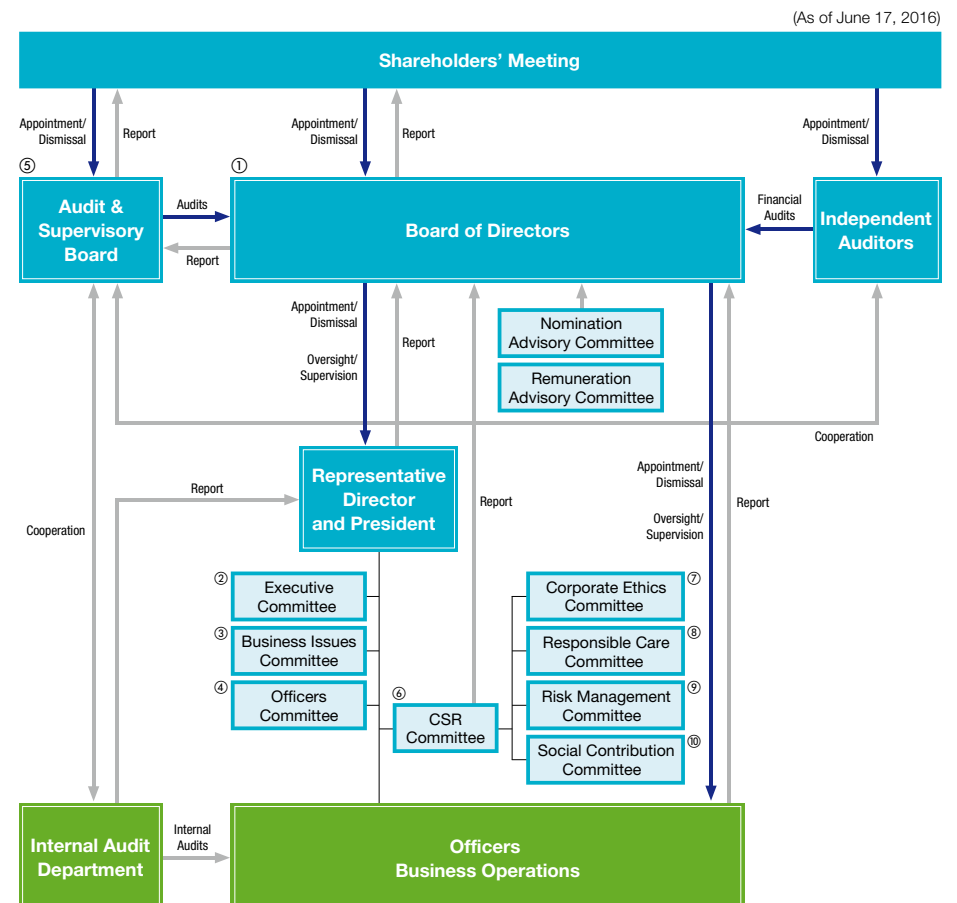 (As of June 17, 2016)
Shareholders’ Meeting
Appointment/
Dismissal
Report
Appointment/
Dismissal
Report
Appointment/
Dismissal
⑤
①
Audit &
Supervisory
Board
Audits
Report
Board of Directors
Financial
Audits
Independent
Auditors
Appointment/
Dismissal
Oversight/
Supervision
Report
Nomination
Advisory Committee
Remuneration
Advisory Committee
Cooperation
Representative
Director
and President
Report
Report
Appointment/
Dismissal
Oversight/
Supervision
Report
Cooperation
②
Executive
Committee
③
Business Issues
Committee
④
Officers
Committee
⑥
CSR
Committee
Corporate Ethics
Committee
⑦
Responsible Care
Committee
⑧
Risk Management
Committee
⑨
Social Contribution
Committee
⑩
Internal Audit
Department
Internal
Audits
Officers
Business Operations